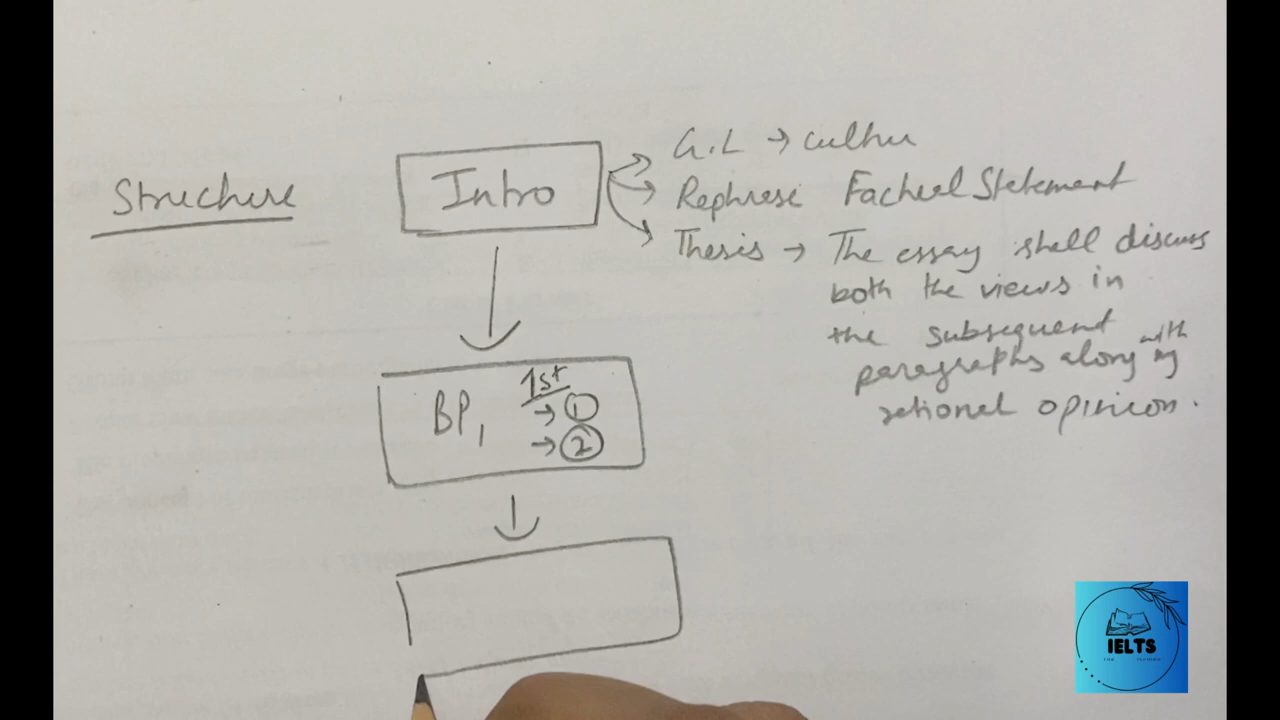 Structure
Intro
G.L → culture
Rephrase Factual Statement
Thesis → The essay shall discuss
both the views in
the subsequent
paragraphs along with my
rational opinion.
BP1
1st
→ ①
→ ②
IELTS